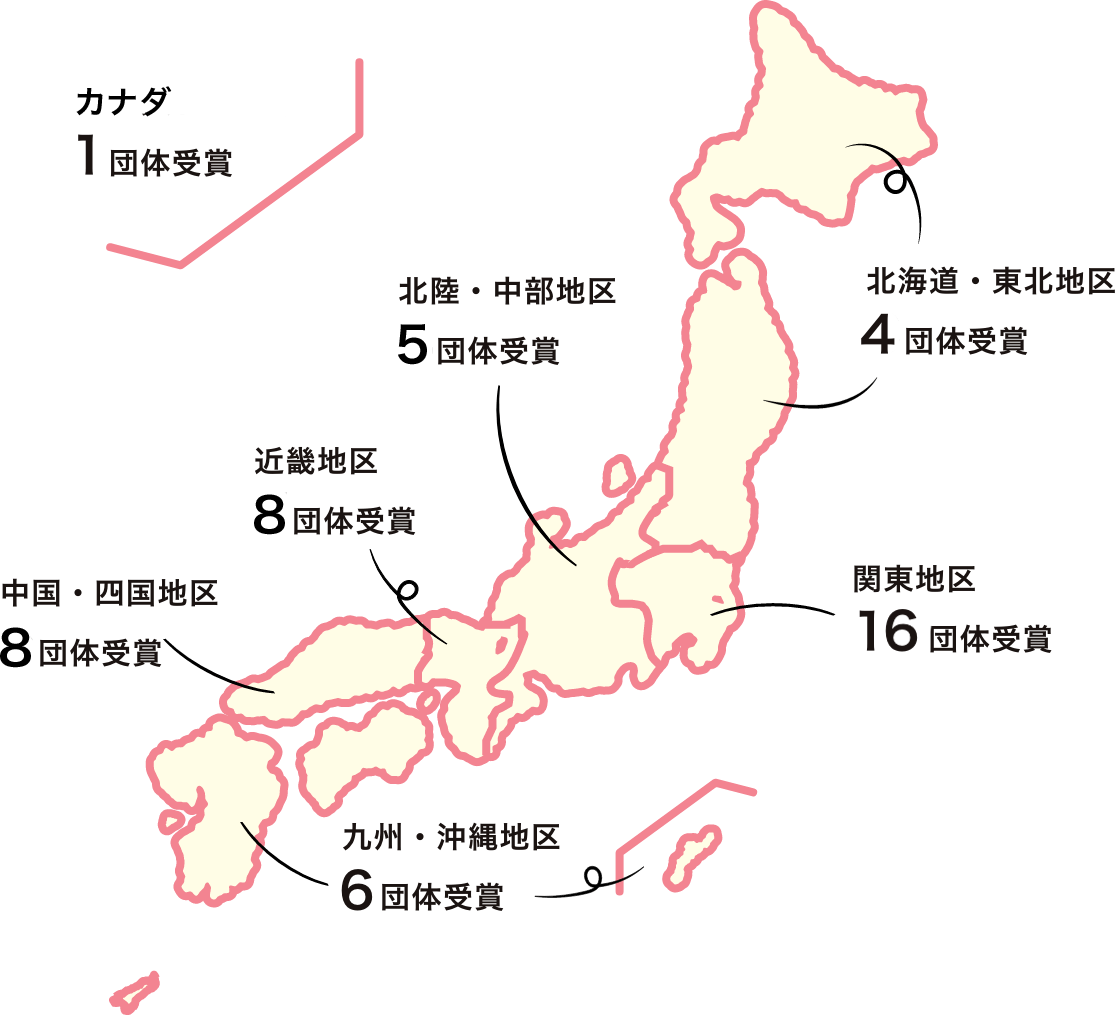 カナダ
1団体受賞
北海道・東北地区
4団体受賞
北陸・中部地区
5団体受賞
近畿地区
8団体受賞
関東地区
16団体受賞
中国・四国地区
8団体受賞
九州・沖縄地区
6団体受賞